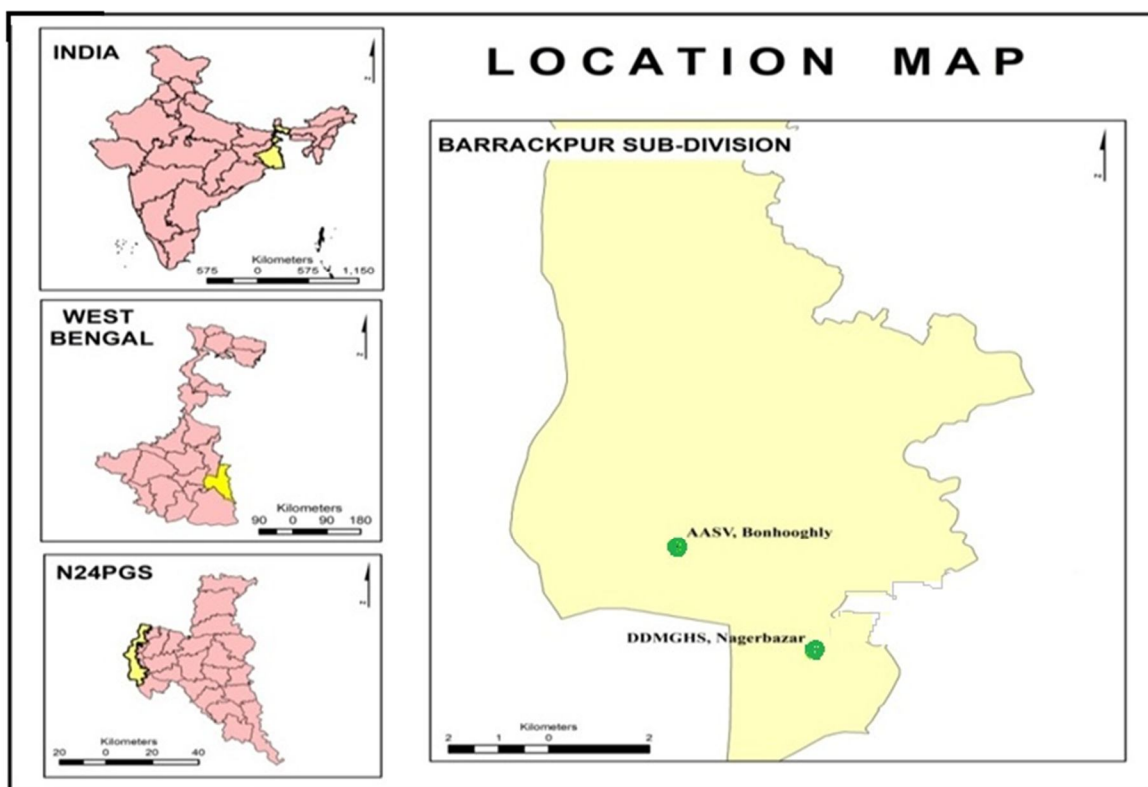 LOCATION MAP
INDIA
z
Kilometers
575 0 575 1,150
WEST
BENGAL
z
Kilometers
90 0 90 180
N24PGS
z
Kilometers
20 0 20 40
BARRACKPUR SUB-DIVISION
z
AASV, Bonhooghly
DDMGHS, Nagerbazar
Kilometers
2 1 0 2